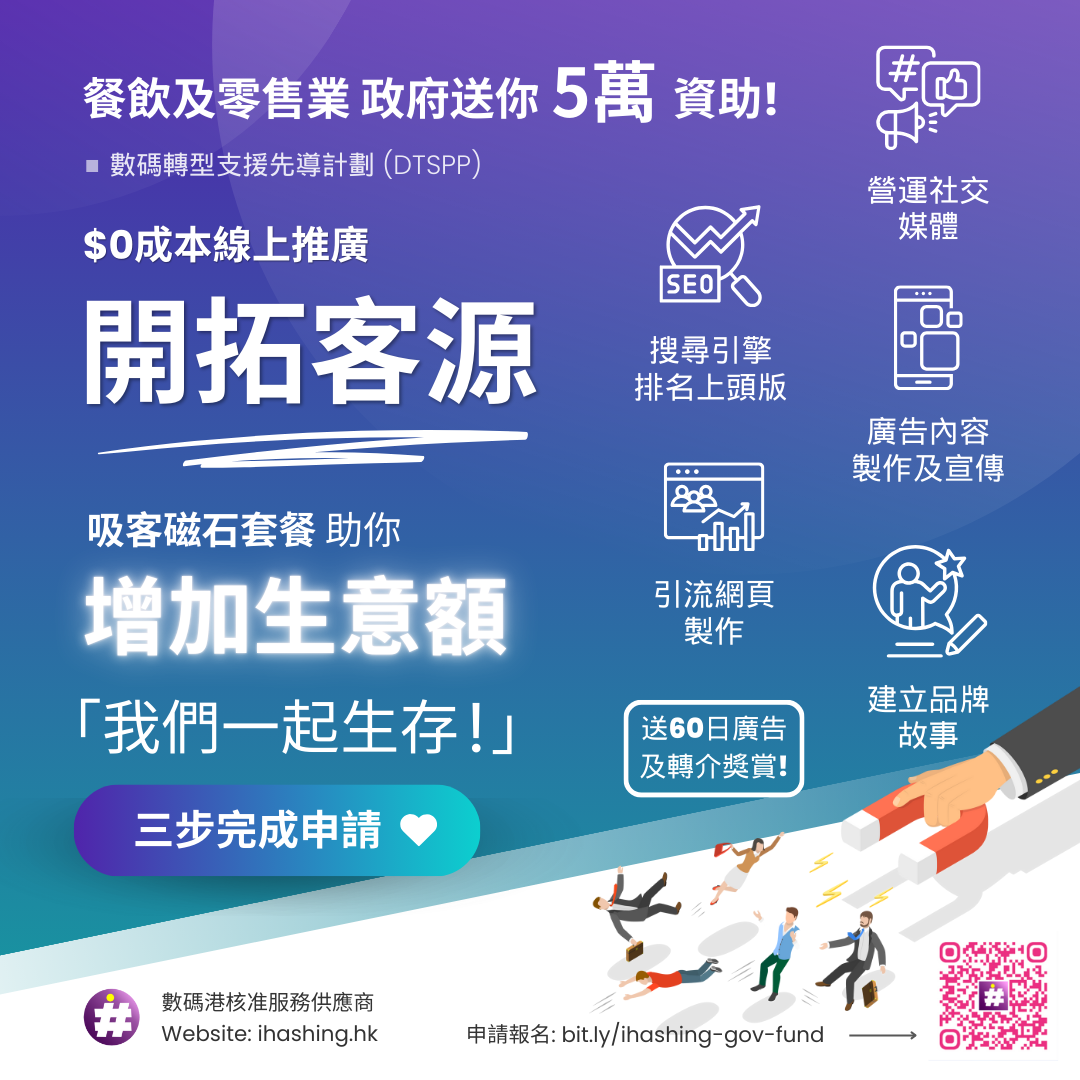 餐飲及零售業 政府送你 5萬 資助!
數碼轉型支援先導計劃 (DTSPP)
$0成本線上推廣
開拓客源
吸客磁石套餐 助你
增加生意額
「我們一起生存!」
三步完成申請
#
營運社交
媒體
SEO
搜尋引擎
排名上頭版
廣告內容
製作及宣傳
引流網頁
製作
建立品牌
故事
送60日廣告
及轉介獎賞!
#
數碼港核准服務供應商
Website: ihashing.hk
申請報名: bit.ly/ihashing-gov-fund
#